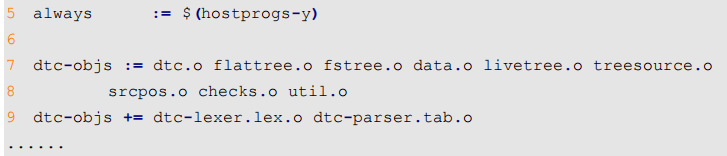 5 always := $(hostprogs-y)
6
7 dtc-objs := dtc.o flattree.o fstree.o data.o livetree.o treesource.o
8 srcpos.o checks.o util.o
9 dtc-objs += dtc-lexer.lex.o dtc-parser.tab.o
......